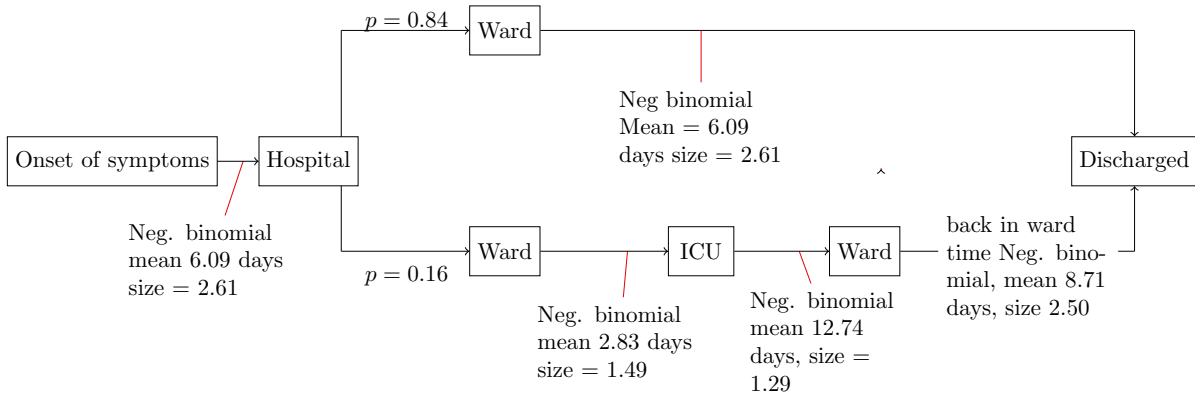 p = 0.84
Ward
Neg binomial
Mean = 6.09
days size = 2.61
Onset of symptoms
Hospital
Discharged
Neg. binomial
mean 6.09 days
size = 2.61
p = 0.16
Ward
ICU
Ward
back in ward
time Neg. bino-
mial, mean 8.71
days, size 2.50
Neg. binomial
mean 2.83 days
size = 1.49
Neg. binomial
mean 12.74
days, size =
1.29